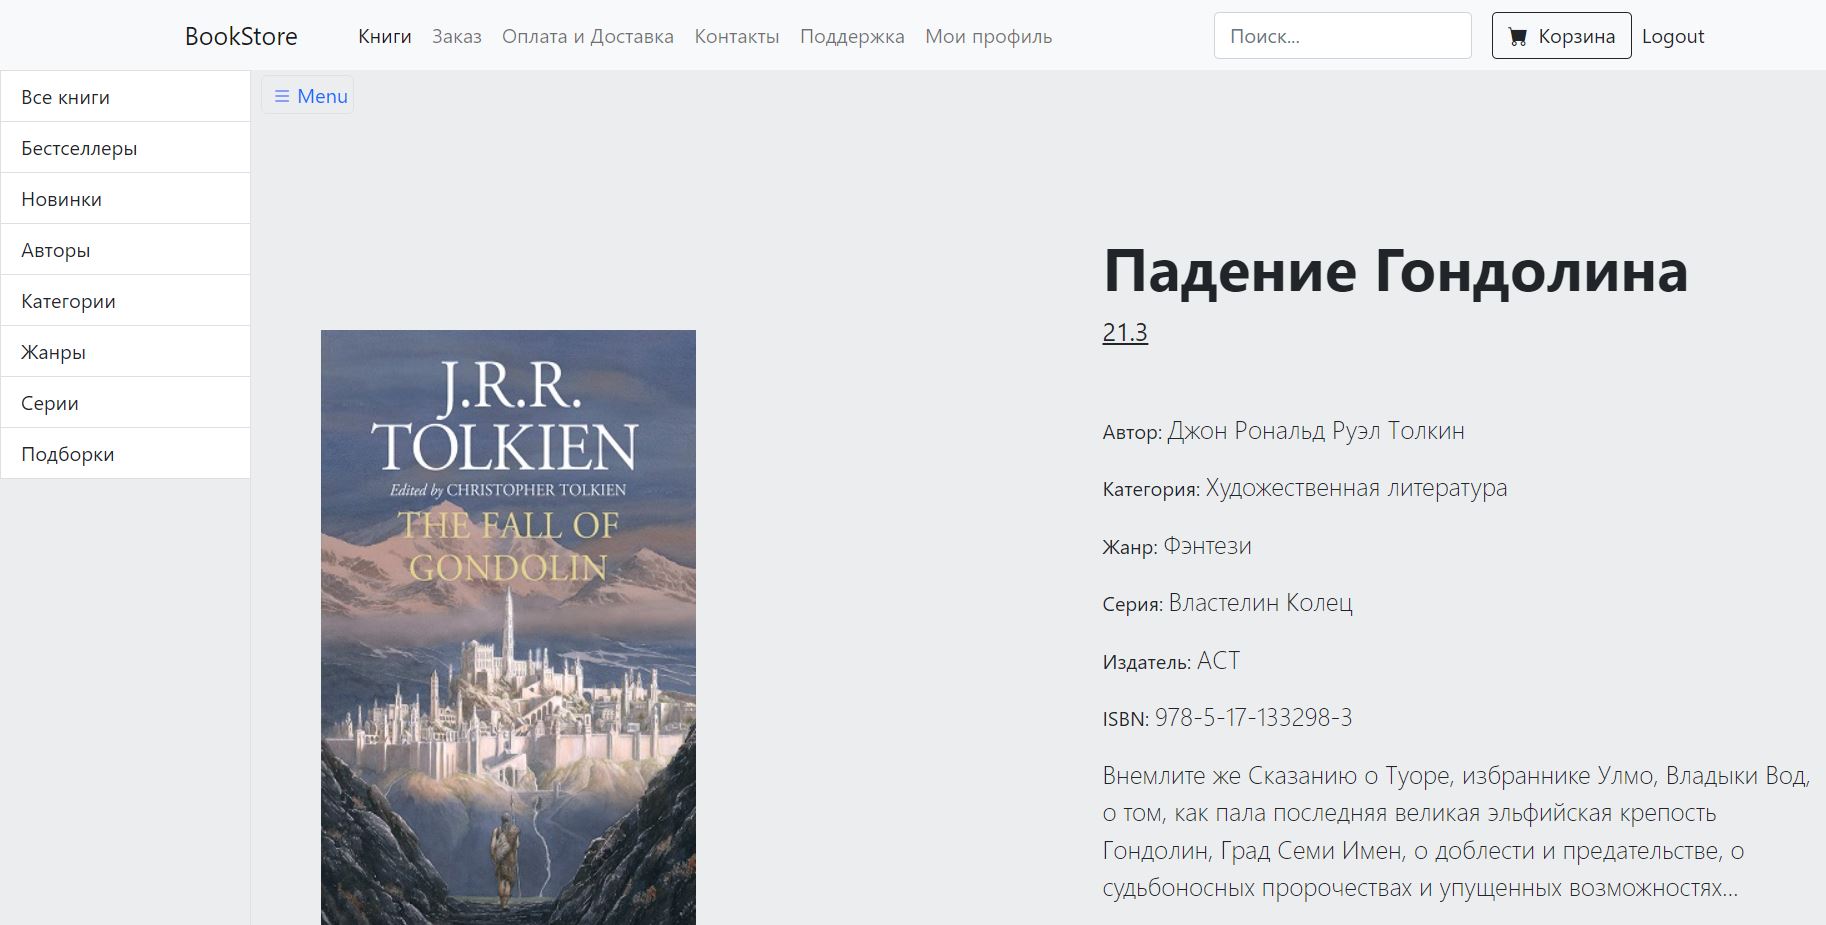 BookStore Книги Заказ Оплата и Доставка Контакты Поддержка Мои профиль Поиск... Корзина Logout
Все книги
Бестселлеры
Новинки
Авторы
Категории
Жанры
Серии
Подборки
Menu
J.R.R.
TOLKIEN
Edited by CHRISTOPHER TOLKIEN
THE FALL OF
GONDOLIN
Падение Гондолина
21.3
Автор: Джон Рональд Руэл Толкин
Категория: Художественная литература
Жанр: Фэнтези
Серия: Властелин Колец
Издатель: АСТ
ISBN: 978-5-17-133298-3
Внемлите же Сказанию о Туоре, избраннике Улмо, Владыки Вод,
о том, как пала последняя великая эльфийская крепость
Гондолин, Град Семи Имен, о доблести и предательстве, о
судьбоносных пророчествах и упущенных возможностях...